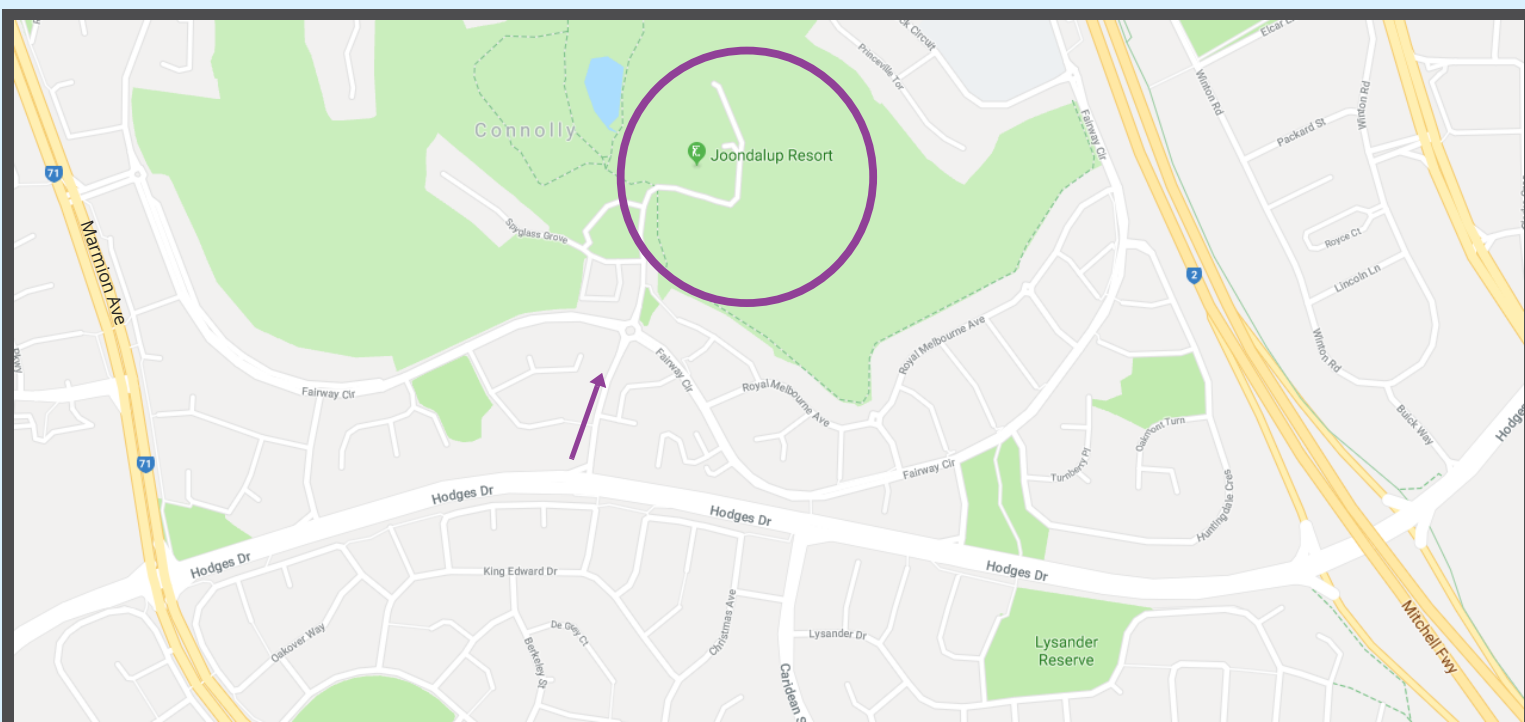 Elcar
Princeville Tor
Winton Rd
Winton Rd
Fairway Cir
Packard St
Connolly
Joondalup Resort
71
Marmion Ave
Spyglass Grove
Royce Ct
Lincoln Ln
2
Royal Melbourne Ave
Winton Rd
Fairway Cir
Fairway Cir
Royal Melbourne Ave
Buick Way
Hodges
Oakmont Turn
Turnberry Pl
71
Fairway Cir
Huntingdale Cres
Hodges Dr
Hodges Dr
Hodges Dr
Hodges Dr
King Edward Dr
Christmas Ave
Mitchell Fwy
Oakover Way
De Grey Ct
Berkeley St
Lysander Dr
Lysander
Reserve
Caridean S